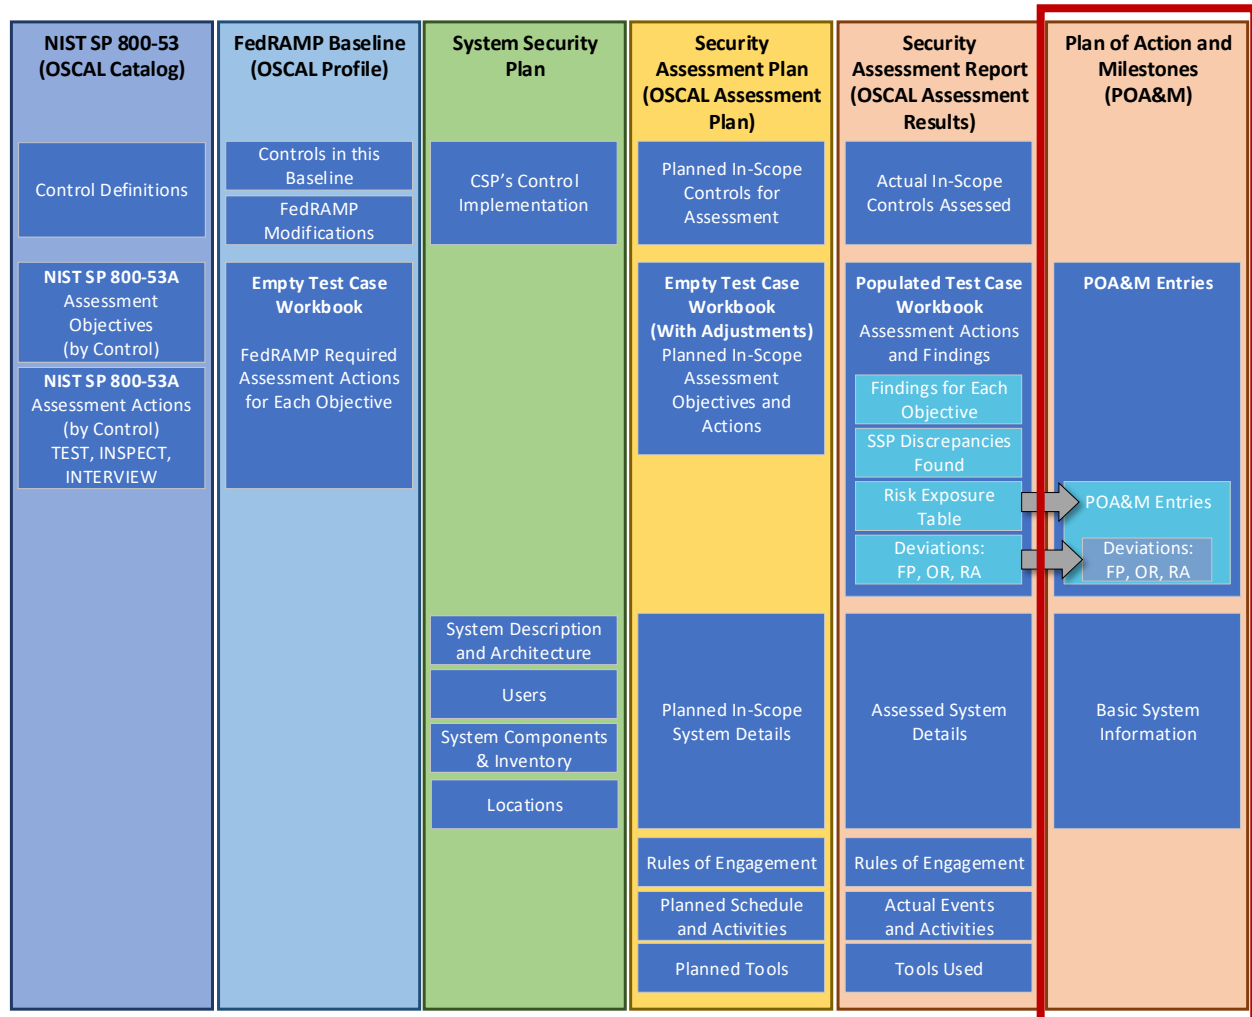 NIST SP 800-53
(OSCAL Catalog)
Control Definitions
NIST SP 800-53A
Assessment
Objectives
(by Control)
NIST SP 800-53A
Assessment Actions
(by Control)
TEST, INSPECT,
INTERVIEW
FedRAMP Baseline
(OSCAL Profile)
Controls in this
Baseline
FedRAMP
Modifications
Empty Test Case
Workbook
FedRAMP Required
Assessment Actions
for Each Objective
System Security
Plan
CSP's Control
Implementation
System Description
and Architecture
Users
System Components
& Inventory
Locations
Security
Assessment Plan
(OSCAL Assessment
Plan)
Planned In-Scope
Controls for
Assessment
Empty Test Case
Workbook
(With Adjustments)
Planned In-Scope
Assessment
Objectives and
Actions
Planned In-Scope
System Details
Rules of Engagement
Planned Schedule
and Activities
Planned Tools
Security
Assessment Report
(OSCAL Assessment
Results)
Actual In-Scope
Controls Assessed
Populated Test Case
Workbook
Assessment Actions
and Findings
Findings for Each
Objective
SSP Discrepancies
Found
Risk Exposure
Table
Deviations:
FP, OR, RA
Assessed System
Details
Rules of Engagement
Actual Events
and Activities
Tools Used
Plan of Action and
Milestones
(POA&M)
POA&M Entries
POA&M Entries
Deviations:
FP, OR, RA
Basic System
Information